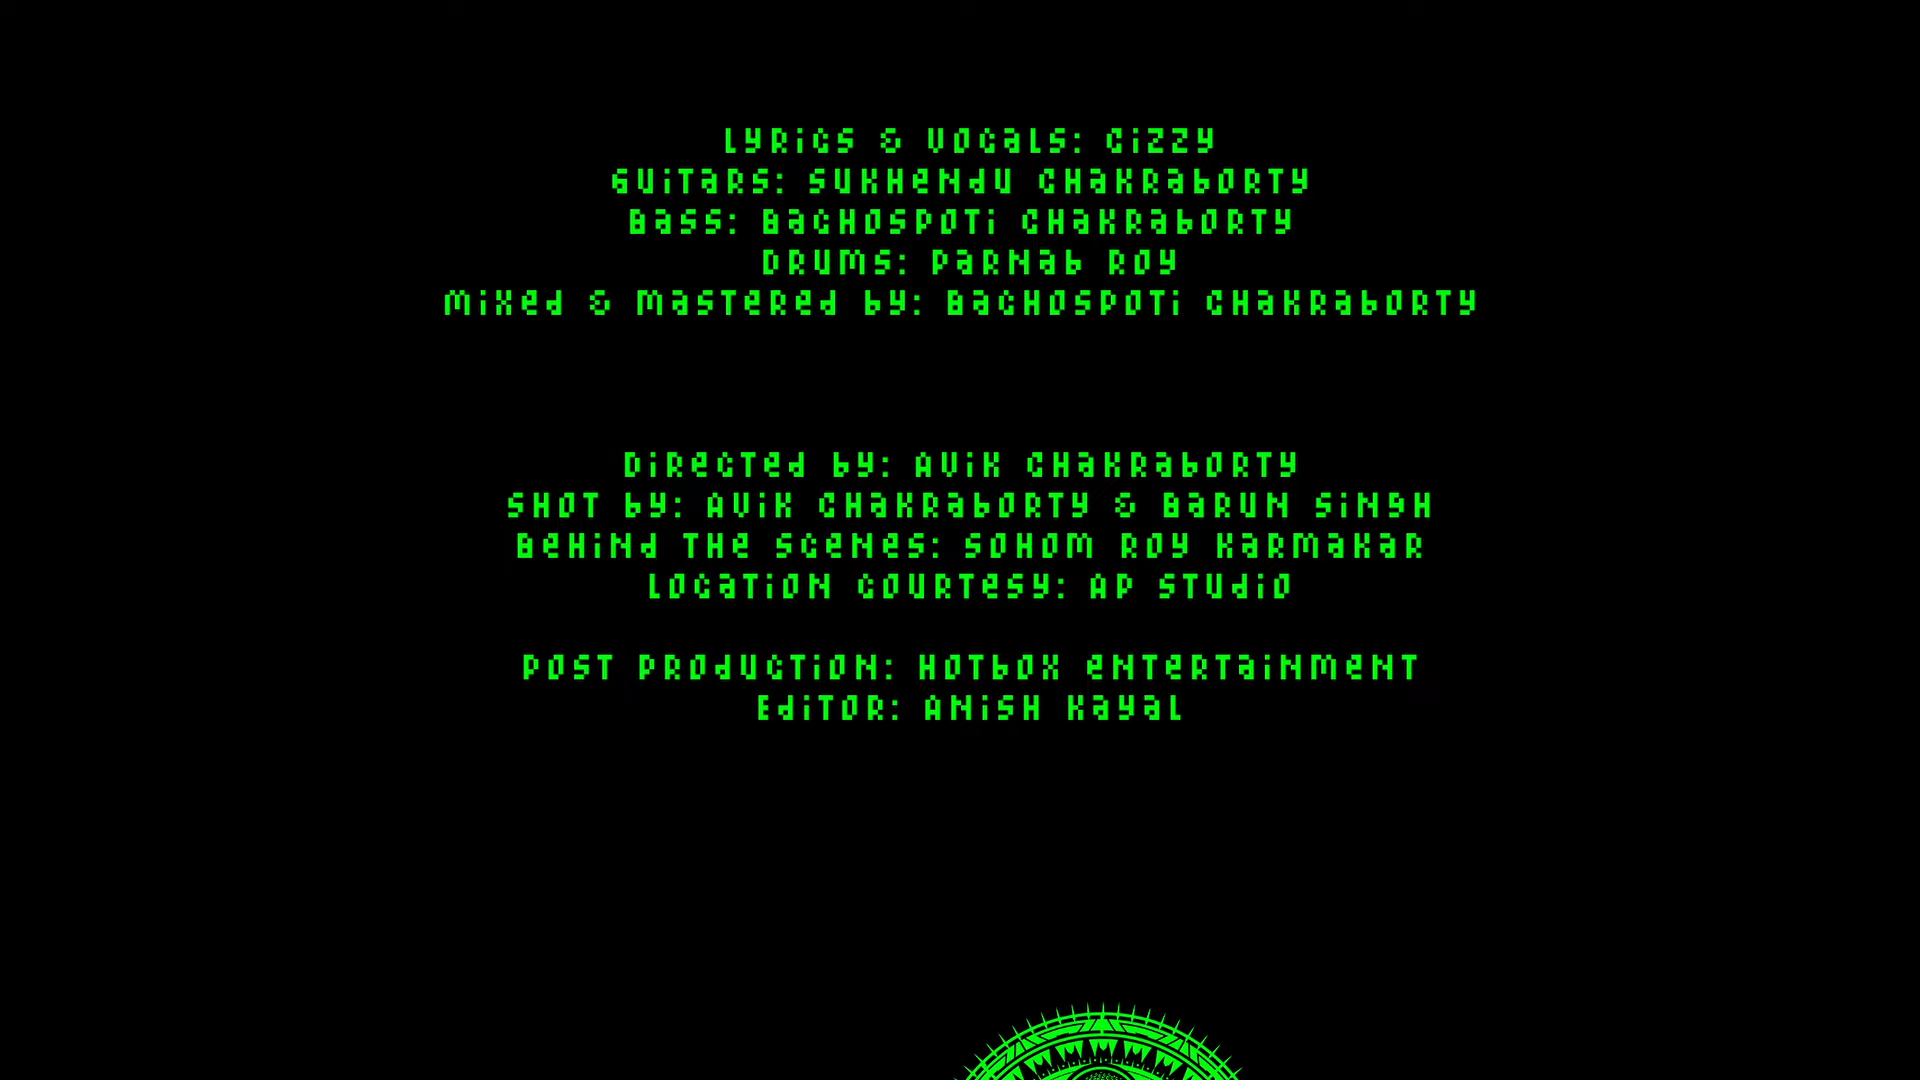 Lyrics & Vocals: Cizzy
Guitars: Sukhendu Chakraborty
Bass: Bachospoti Chakraborty
Drums: Parnab Roy
Mixed & Mastered by: Bachospoti Chakraborty
Directed by: Avik Chakraborty
Shot by: Avik Chakraborty & Barun Singh
Behind The Scenes: Sohom Roy Karmakar
Location Courtesy: AP Studio
Post Production: Hotbox Entertainment
Editor: Anish Kayal